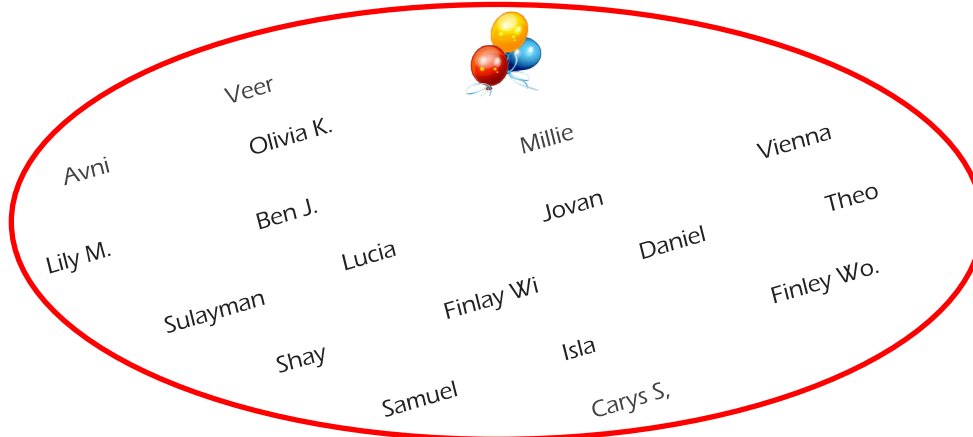 Veer
Olivia K.
Millie
Vienna
Avni
Theo
Ben J.
Jovan
Lily M.
Lucia
Daniel
Sulayman
Finlay Wi
Finley Wo.
Shay
Isla
Samuel
Carys S,